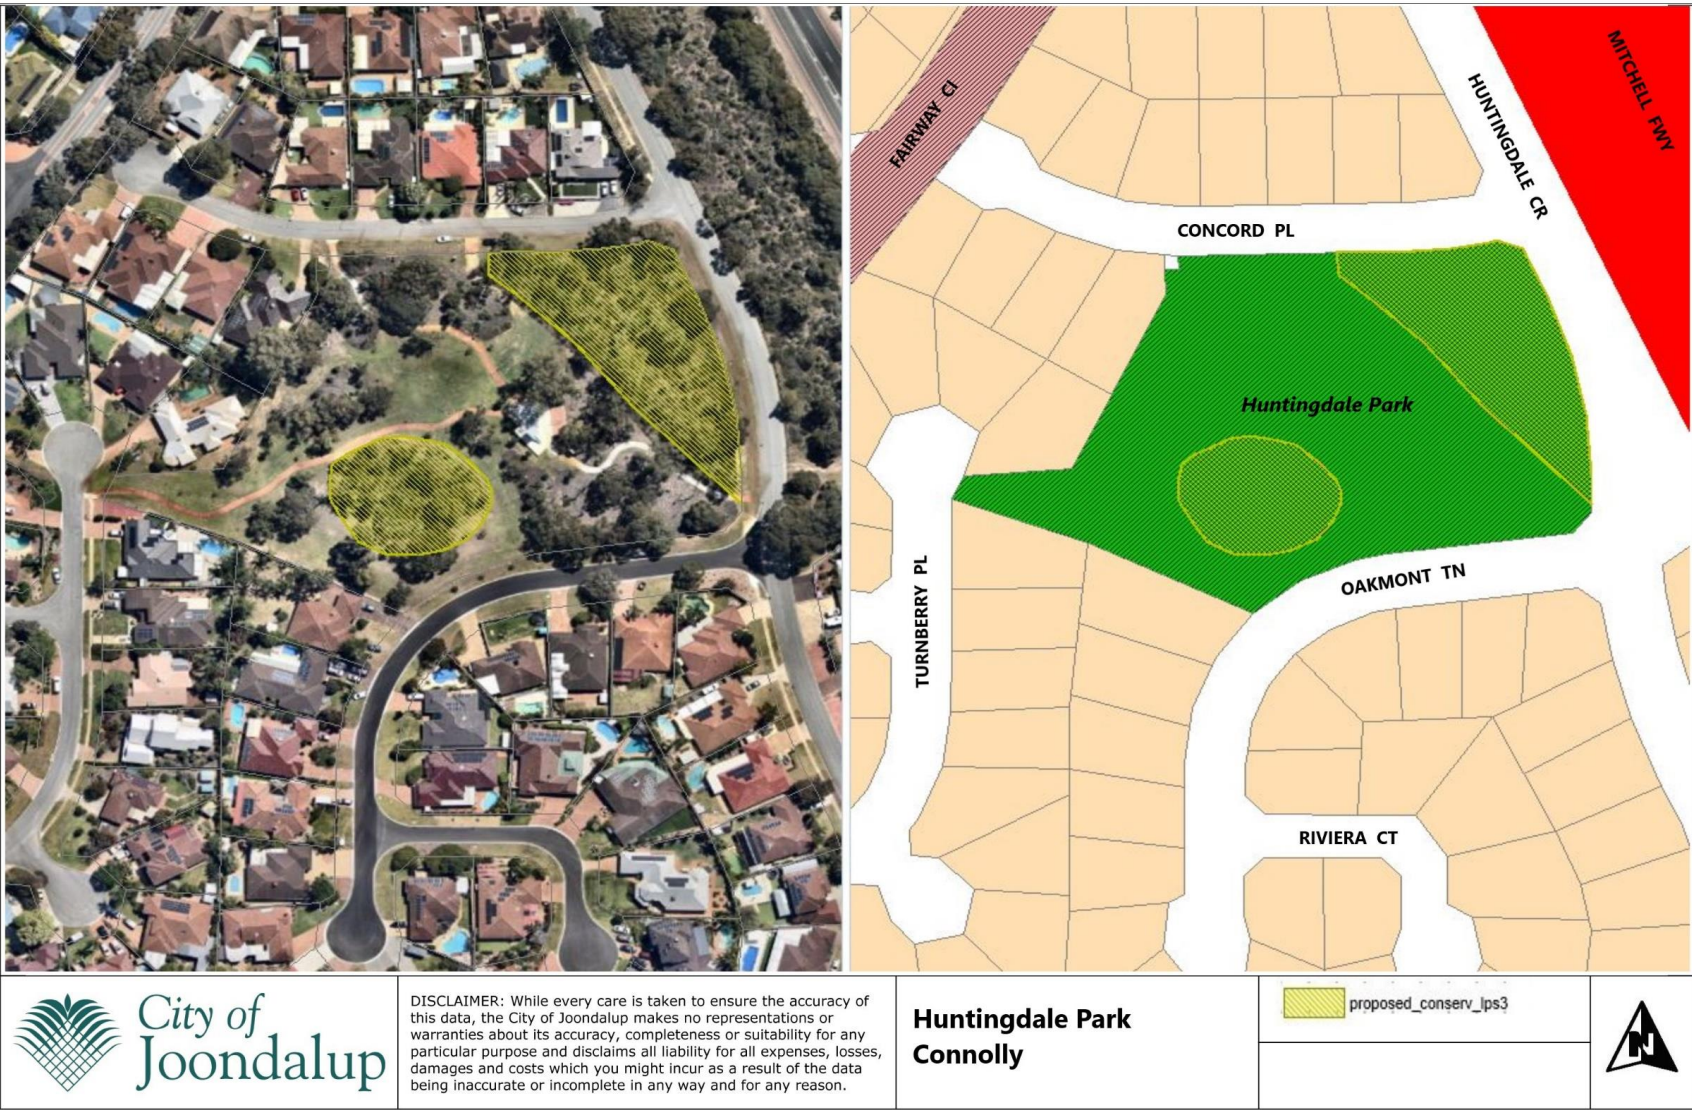 FAIRWAY CI
HUNTINGDALE CR
MITCHELL FWY
CONCORD PL
Huntingdale Park
TURNBERRY PL
OAKMONT TN
RIVIERA CT
City of
Joondalup
DISCLAIMER: While every care is taken to ensure the accuracy of
this data, the City of Joondalup makes no representations or
warranties about its accuracy, completeness or suitability for any
particular purpose and disclaims all liability for all expenses, losses,
damages and costs which you might incur as a result of the data
being inaccurate or incomplete in any way and for any reason.
Huntingdale Park
Connolly
proposed_conserv_lps3
N